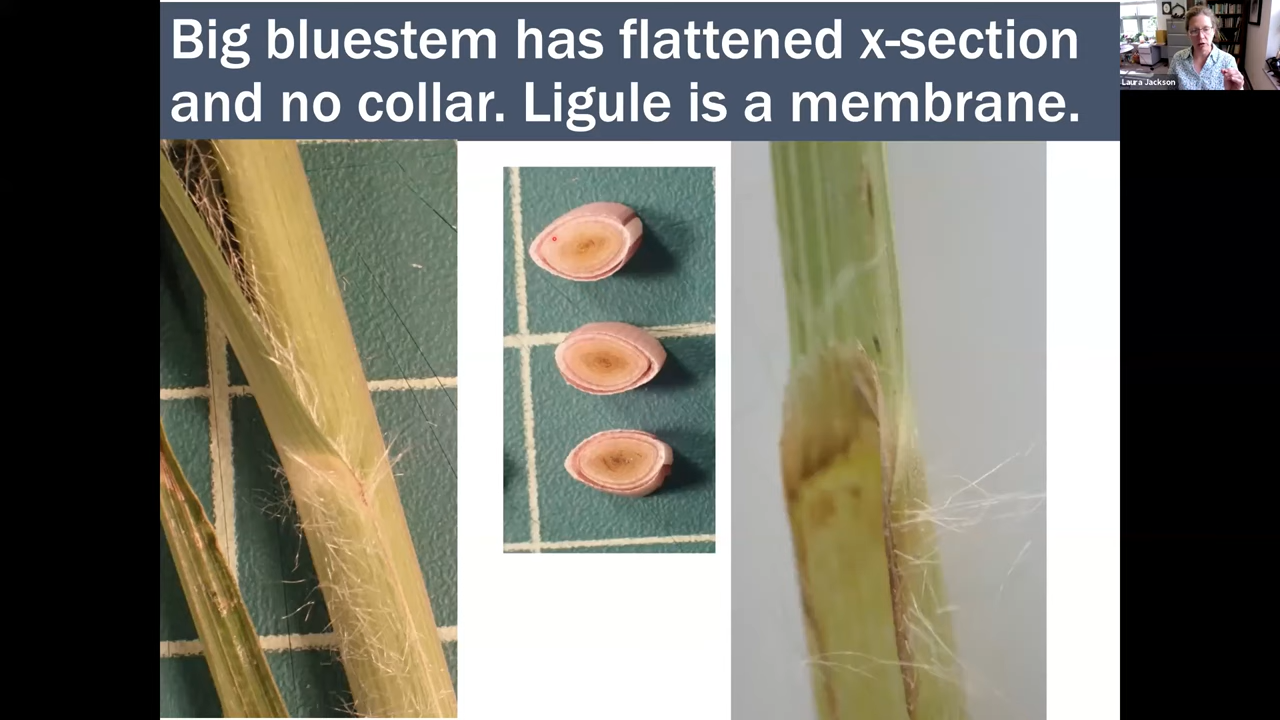 Big bluestem has flattened x-section
and no collar. Ligule is a membrane.
Laura Jackson